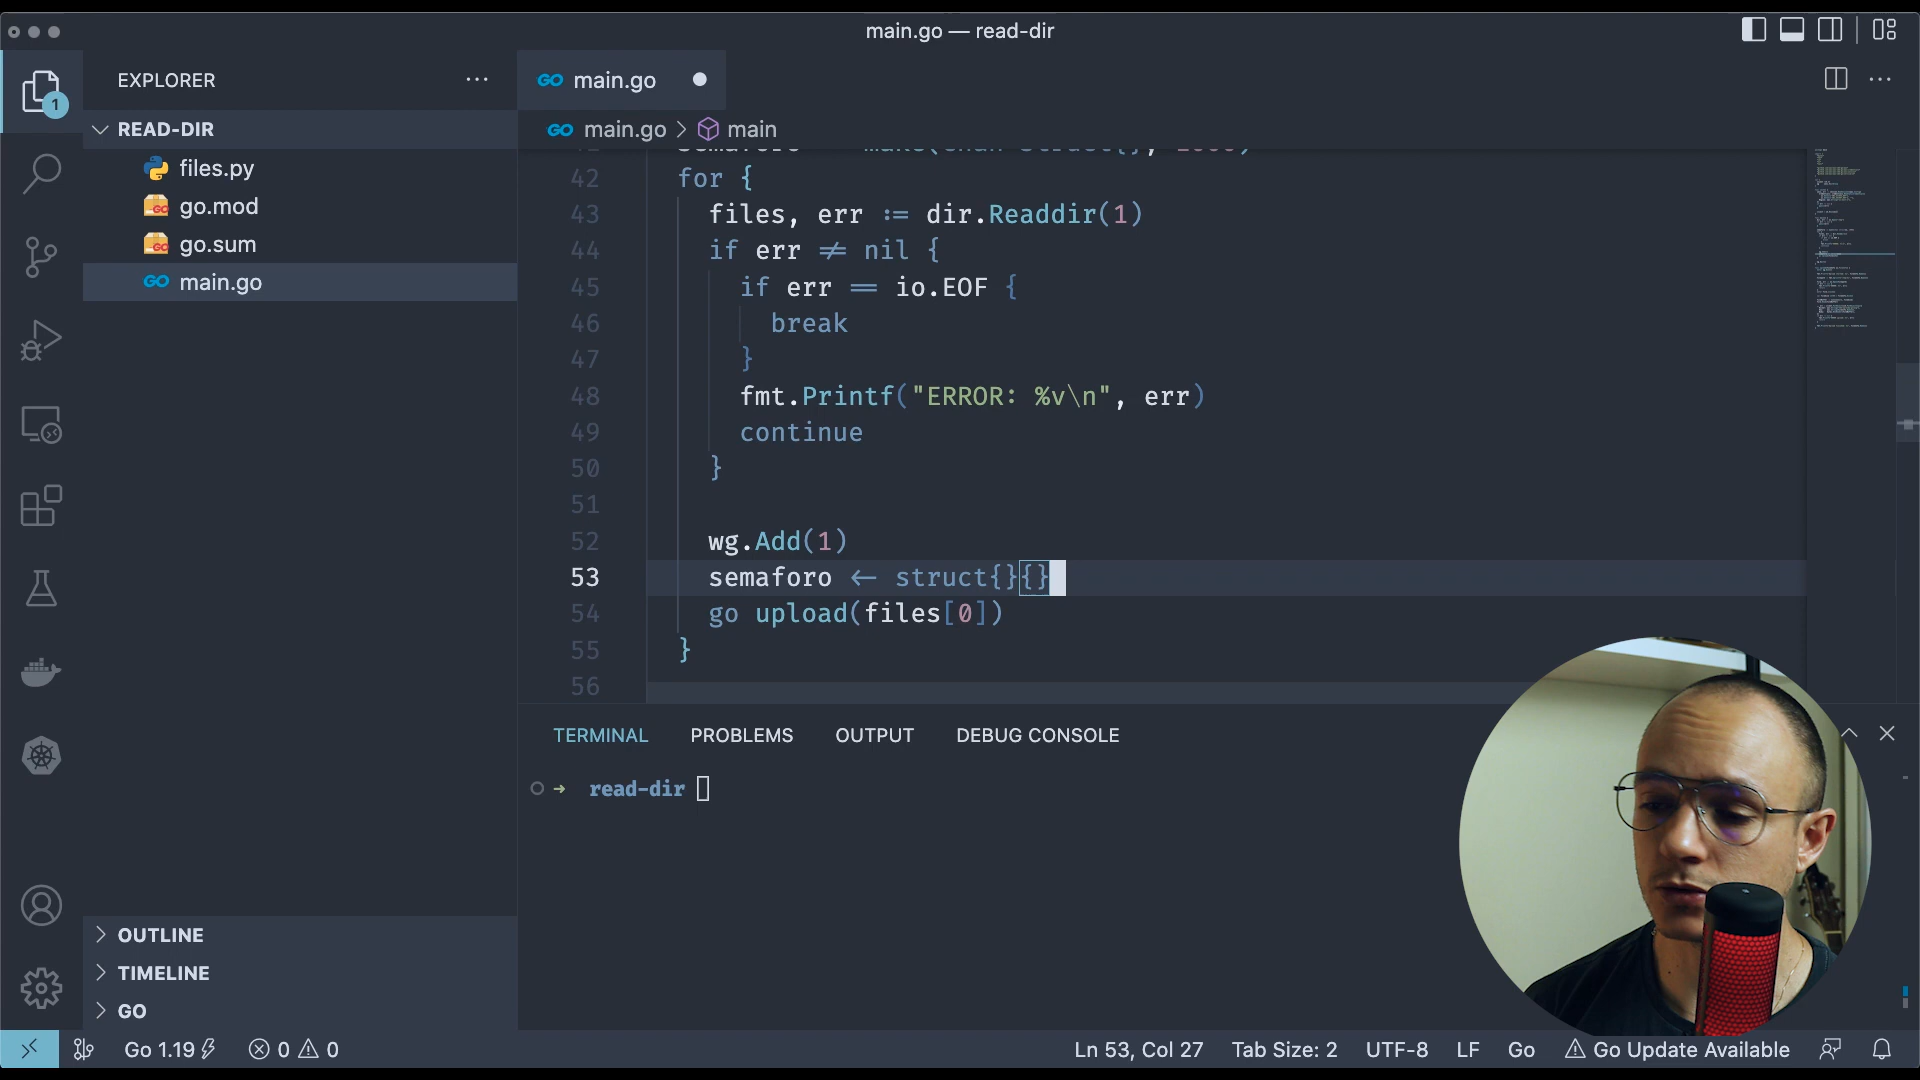 main.go — read-dir
EXPLORER
READ-DIR
files.py
go.mod
go.sum
main.go
OUTLINE
TIMELINE
GO
GO main.go
GO main.go > main
42 for {
43 files, err := dir.Readdir(1)
44 if err != nil {
45 if err == io.EOF {
46 break
47 }
48 fmt.Printf("ERROR: %v\n", err)
49 continue
50 }
51
52 wg.Add(1)
53 semaforo <- struct{}{}
54 go upload(files[0])
55 }
56
TERMINAL PROBLEMS OUTPUT DEBUG CONSOLE
→ read-dir
1
Go 1.19 0 0 Ln 53, Col 27 Tab Size: 2 UTF-8 LF Go Go Update Available